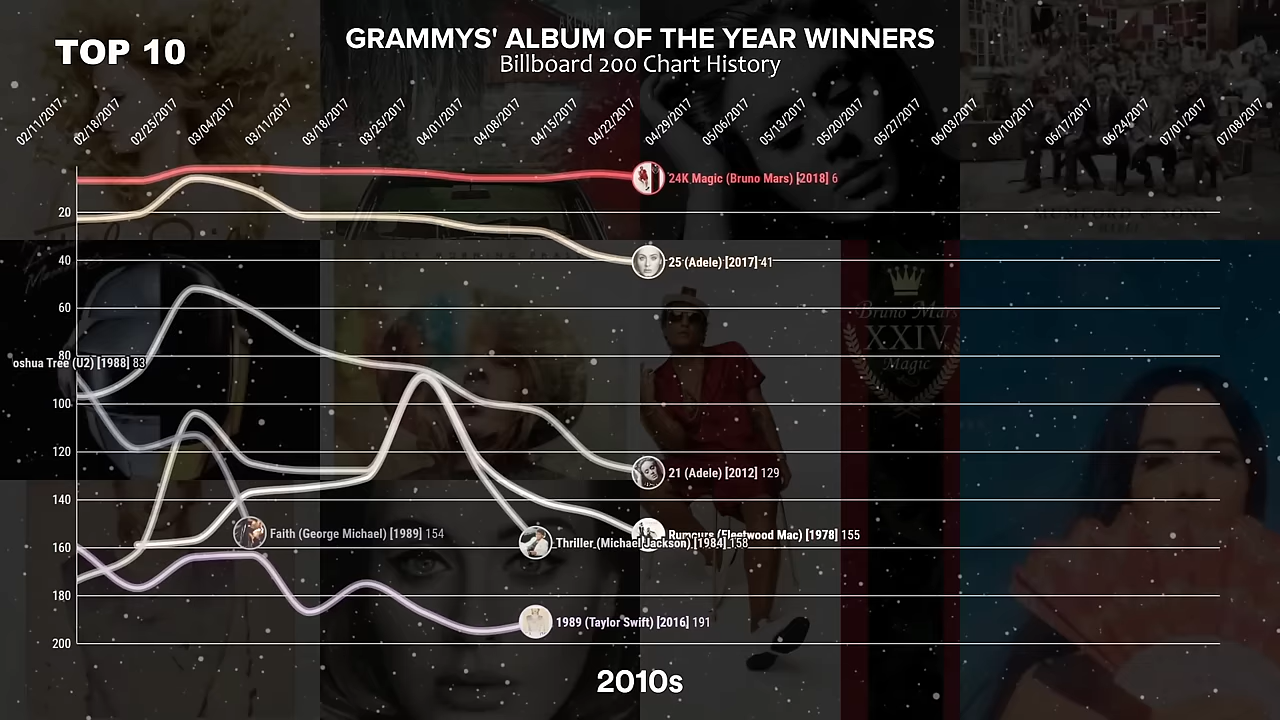 TOP 10
GRAMMYS' ALBUM OF THE YEAR WINNERS
Billboard 200 Chart History
02/11/2017 02/18/2017 02/25/2017 03/04/2017 03/11/2017 03/18/2017 03/25/2017 04/01/2017 04/08/2017 04/15/2017 04/22/2017 04/29/2017 05/06/2017 05/13/2017 05/20/2017 05/27/2017 06/03/2017 06/10/2017 06/17/2017 06/24/2017 07/01/2017 07/08/2017
24K Magic (Bruno Mars) [2018] 6
20
40
25 (Adele) [2017] 41
60
Bruno Mars
XXIV
Magic
80
oshua Tree (U2) [1988] 83
100
120
21 (Adele) [2012] 129
140
Faith (George Michael) [1989] 154
Rumours (Fleetwood Mac) [1978] 155
Thriller (Michael Jackson) [1984] 158
160
180
1989 (Taylor Swift) [2016] 191
200
2010s